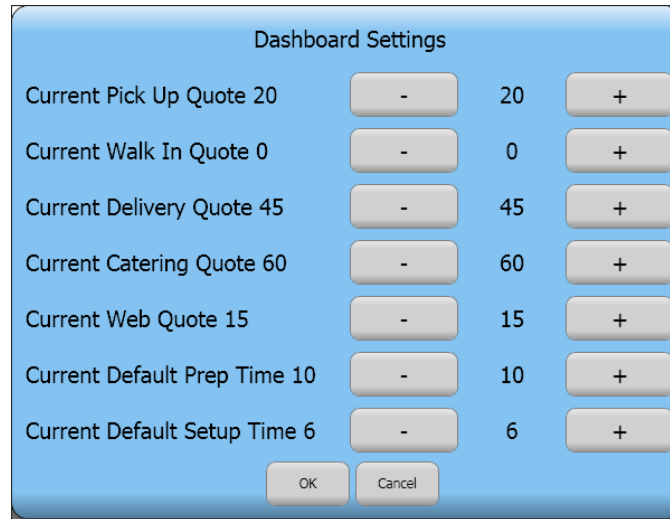 Dashboard Settings
Current Pick Up Quote 20 - 20 +
Current Walk In Quote 0 - 0 +
Current Delivery Quote 45 - 45 +
Current Catering Quote 60 - 60 +
Current Web Quote 15 - 15 +
Current Default Prep Time 10 - 10 +
Current Default Setup Time 6 - 6 +
OK Cancel